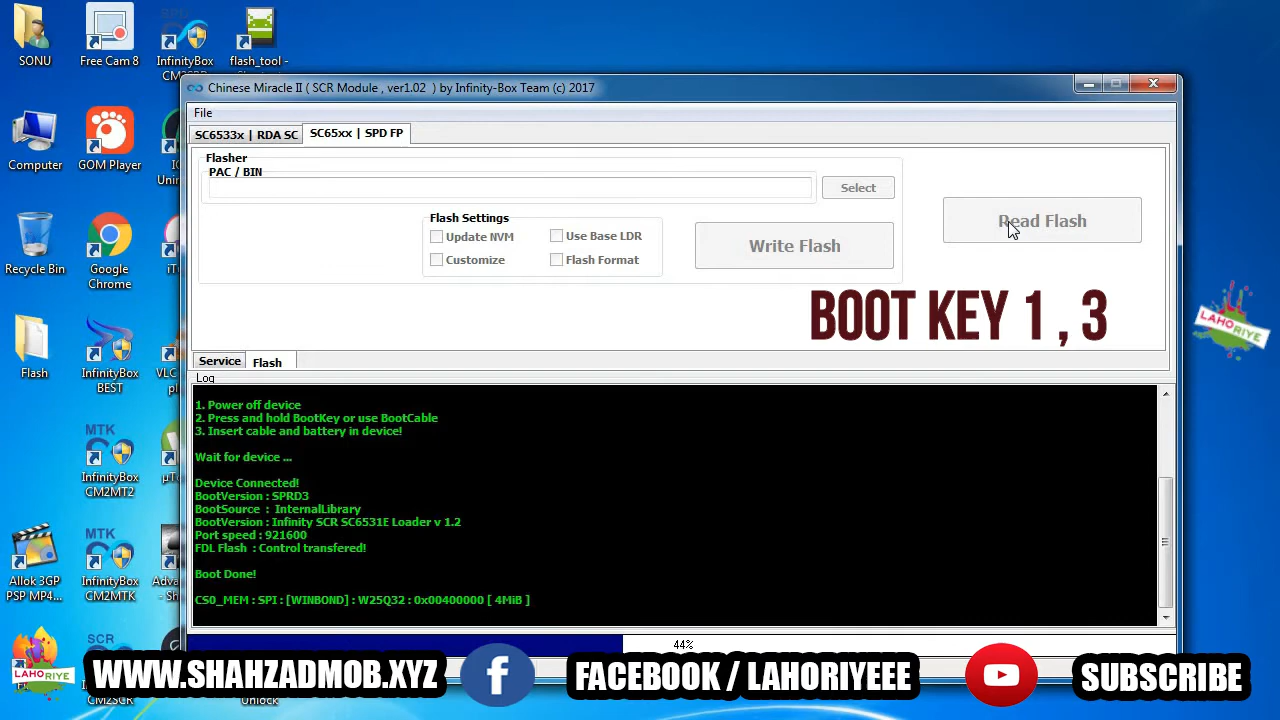 SONU
Free Cam 8
InfinityBox
flash_tool -
Chinese Miracle II ( SCR Module , ver1.02 ) by Infinity-Box Team (c) 2017
File
SC6533x | RDA SC
SC65xx | SPD FP
Flasher
PAC / BIN
Select
Flash Settings
Update NVM
Use Base LDR
Customize
Flash Format
Write Flash
Read Flash
BOOT KEY 1 , 3
Service
Flash
Log
1. Power off device
2. Press and hold BootKey or use BootCable
3. Insert cable and battery in device!
Wait for device ...
Device Connected!
BootVersion : SPRD3
BootSource : InternalLibrary
BootVersion : Infinity SCR SC6531E Loader v 1.2
Port speed : 921600
FDL Flash : Control transfered!
Boot Done!
CS0_MEM : SPI : [WINBOND] : W25Q32 : 0x00400000 [ 4MiB ]
44%
Computer
GOM Player
Recycle Bin
Google
Chrome
Flash
InfinityBox
BEST
MTK
InfinityBox
CM2MT2
Allok 3GP
PSP MP4...
MTK
InfinityBox
CM2MTK
SCR
CM2SCR
Unlock
LAHORIYE
LAHORIYE
WWW.SHAHZADMOB.XYZ
f
FACEBOOK / LAHORIYEEE
SUBSCRIBE